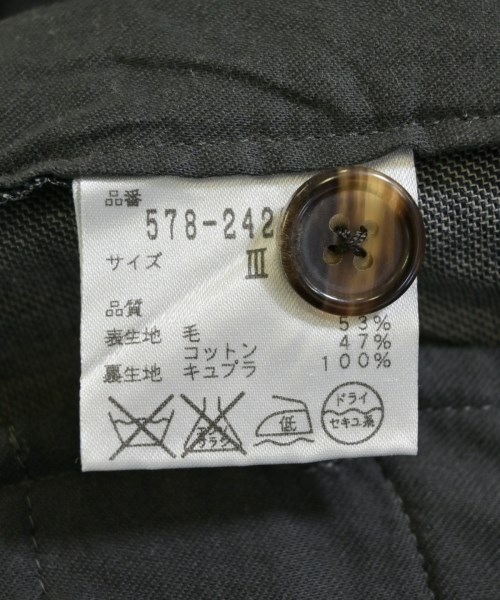 品番
578-242
サイズ Ⅲ
品質
表生地 毛 53%
コットン 47%
裏生地 キュプラ 100%
低
ドライ
セキユ系